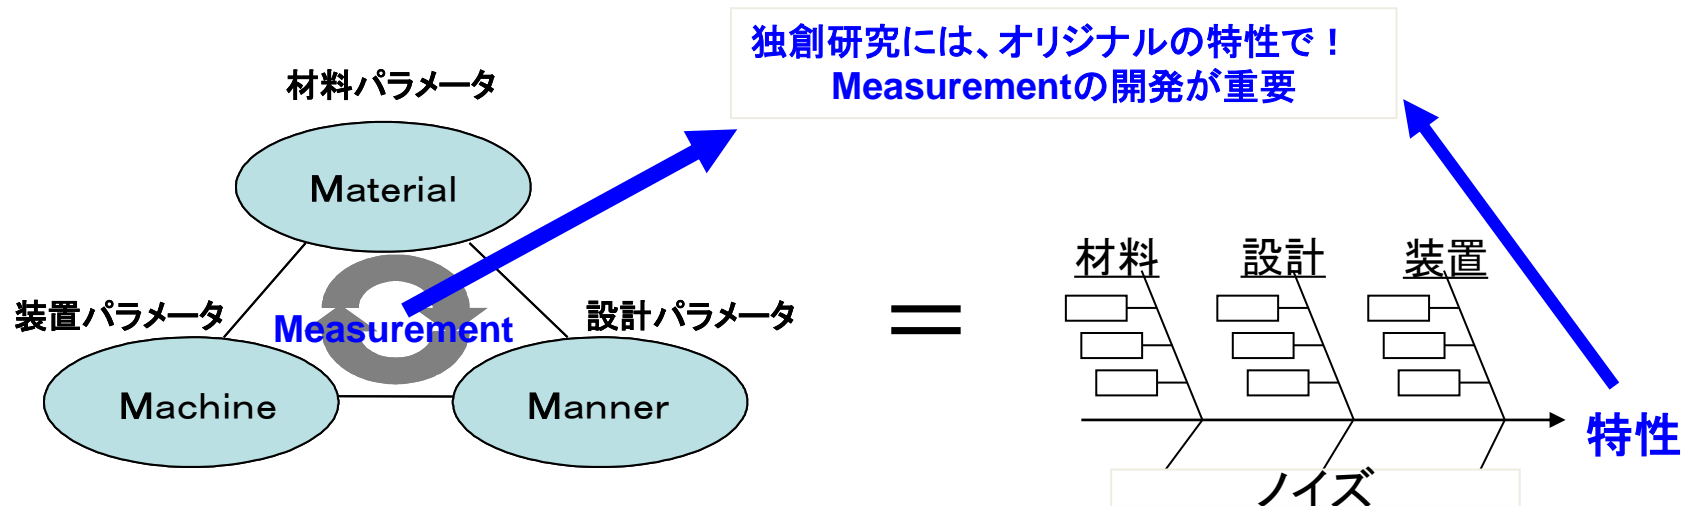 独創研究には、オリジナルの特性で！
Measurementの開発が重要
材料パラメータ
Material
装置パラメータ
Measurement
設計パラメータ
Machine
Manner
＝
材料
設計
装置
特性
ノイズ